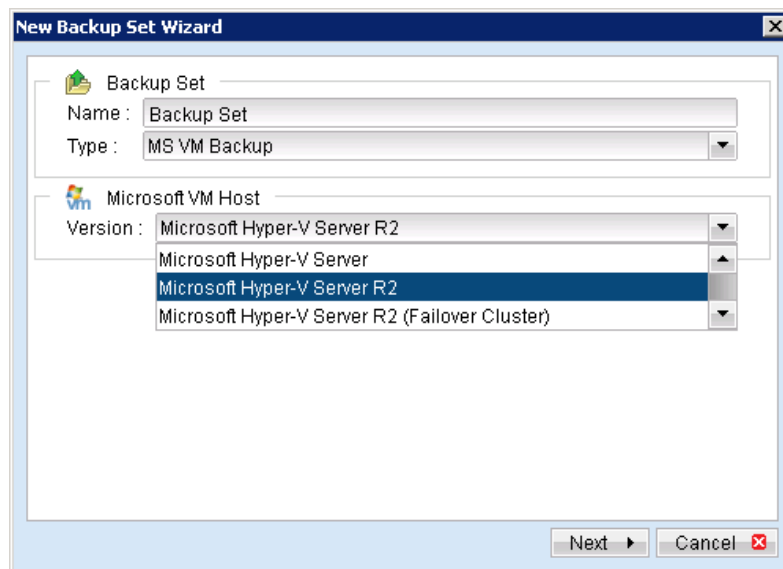 New Backup Set Wizard
Backup Set
Name : Backup Set
Type : MS VM Backup
vm Microsoft VM Host
Version : Microsoft Hyper-V Server R2
Microsoft Hyper-V Server
Microsoft Hyper-V Server R2
Microsoft Hyper-V Server R2 (Failover Cluster)
Next Cancel